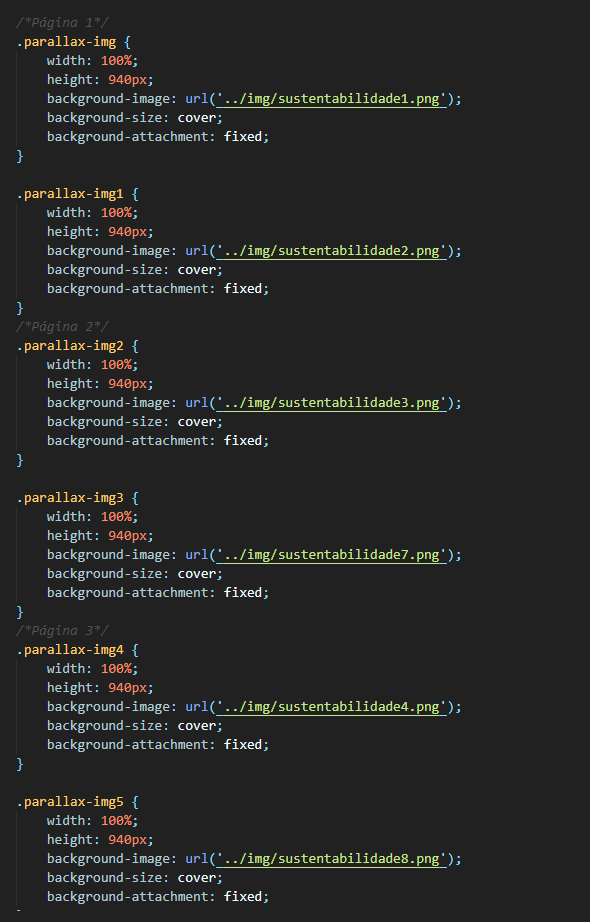 /*Página 1*/
.parallax-img {
    width: 100%;
    height: 940px;
    background-image: url('../img/sustentabilidade1.png');
    background-size: cover;
    background-attachment: fixed;
}

.parallax-img1 {
    width: 100%;
    height: 940px;
    background-image: url('../img/sustentabilidade2.png');
    background-size: cover;
    background-attachment: fixed;
}
/*Página 2*/
.parallax-img2 {
    width: 100%;
    height: 940px;
    background-image: url('../img/sustentabilidade3.png');
    background-size: cover;
    background-attachment: fixed;
}

.parallax-img3 {
    width: 100%;
    height: 940px;
    background-image: url('../img/sustentabilidade7.png');
    background-size: cover;
    background-attachment: fixed;
}
/*Página 3*/
.parallax-img4 {
    width: 100%;
    height: 940px;
    background-image: url('../img/sustentabilidade4.png');
    background-size: cover;
    background-attachment: fixed;
}

.parallax-img5 {
    width: 100%;
    height: 940px;
    background-image: url('../img/sustentabilidade8.png');
    background-size: cover;
    background-attachment: fixed;